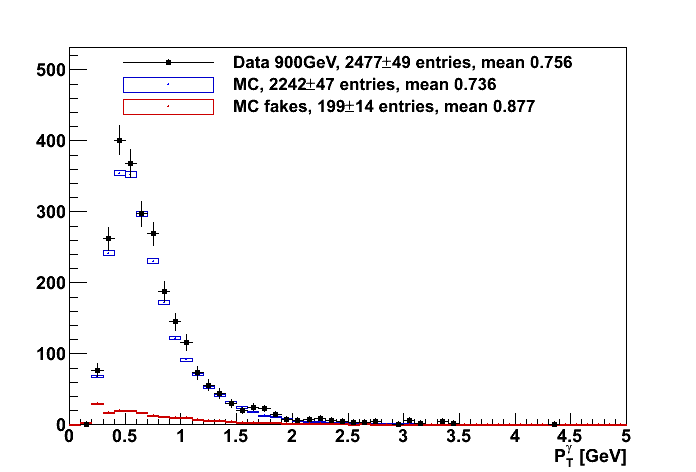 Data 900GeV, 2477±49 entries, mean 0.756
MC, 2242±47 entries, mean 0.736
MC fakes, 199±14 entries, mean 0.877
500
400
300
200
100
0
0 0.5 1 1.5 2 2.5 3 3.5 4 4.5 5
P_T^γ [GeV]